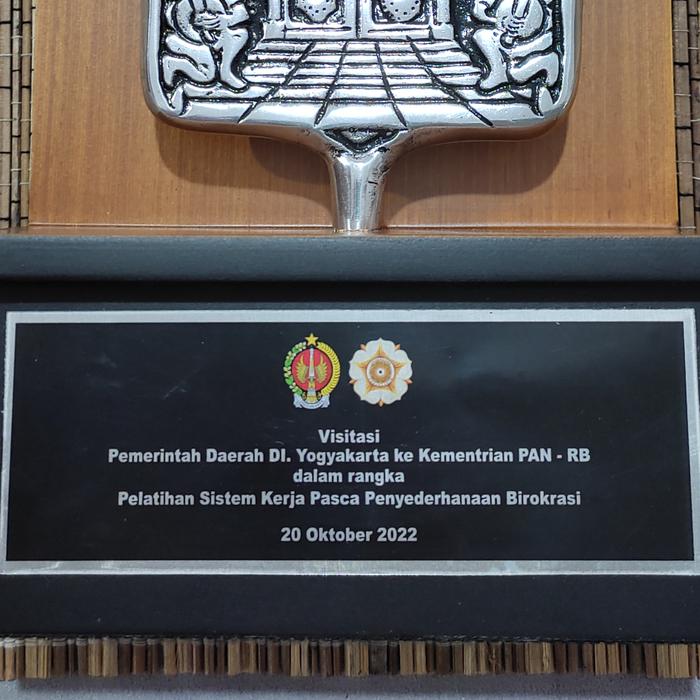 Visitasi
Pemerintah Daerah DI. Yogyakarta ke Kementrian PAN - RB
dalam rangka
Pelatihan Sistem Kerja Pasca Penyederhanaan Birokrasi
20 Oktober 2022